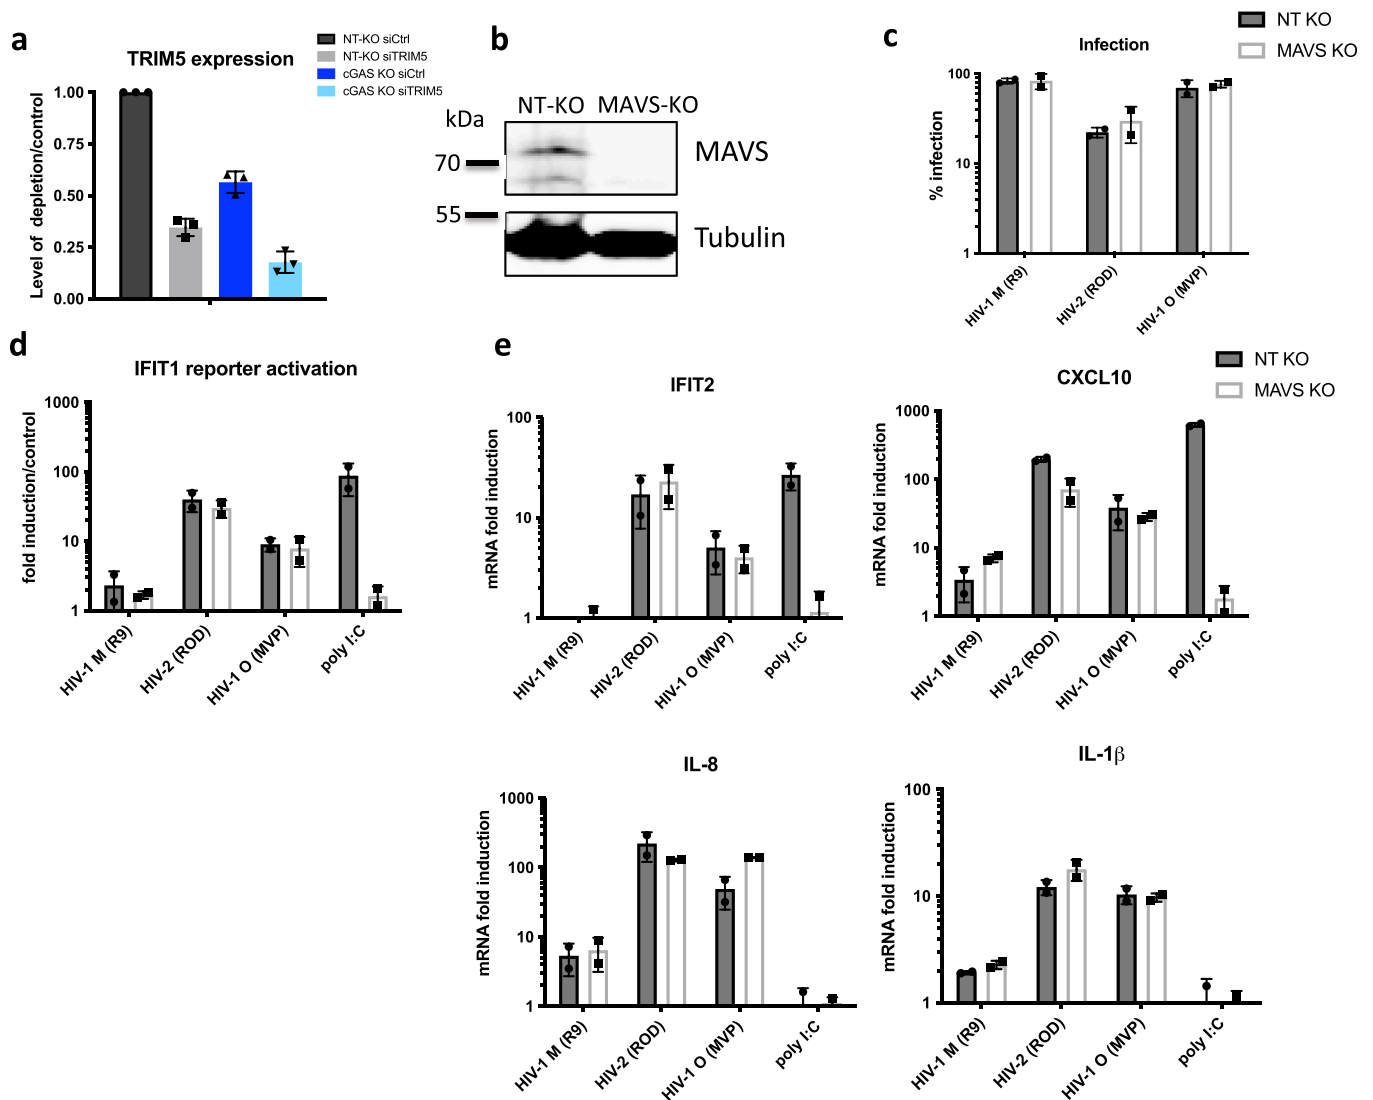 a
TRIM5 expression
NT-KO siCtrl
NT-KO siTRIM5
cGAS KO siCtrl
cGAS KO siTRIM5
Level of depletion/control
1.00
0.75
0.50
0.25
0.00
b
kDa
NT-KO MAVS-KO
70
55
MAVS
Tubulin
c
Infection
NT KO
MAVS KO
% infection
100
10
1
HIV-1 M (R9)
HIV-2 (ROD)
HIV-1 O (MVP)
d
IFIT1 reporter activation
fold induction/control
1000
100
10
1
HIV-1 M (R9)
HIV-2 (ROD)
HIV-1 O (MVP)
poly I:C
e
IFIT2
mRNA fold induction
100
10
1
HIV-1 M (R9)
HIV-2 (ROD)
HIV-1 O (MVP)
poly I:C
CXCL10
NT KO
MAVS KO
mRNA fold induction
1000
100
10
1
HIV-1 M (R9)
HIV-2 (ROD)
HIV-1 O (MVP)
poly I:C
IL-8
mRNA fold induction
1000
100
10
1
HIV-1 M (R9)
HIV-2 (ROD)
HIV-1 O (MVP)
poly I:C
IL-1β
mRNA fold induction
100
10
1
HIV-1 M (R9)
HIV-2 (ROD)
HIV-1 O (MVP)
poly I:C